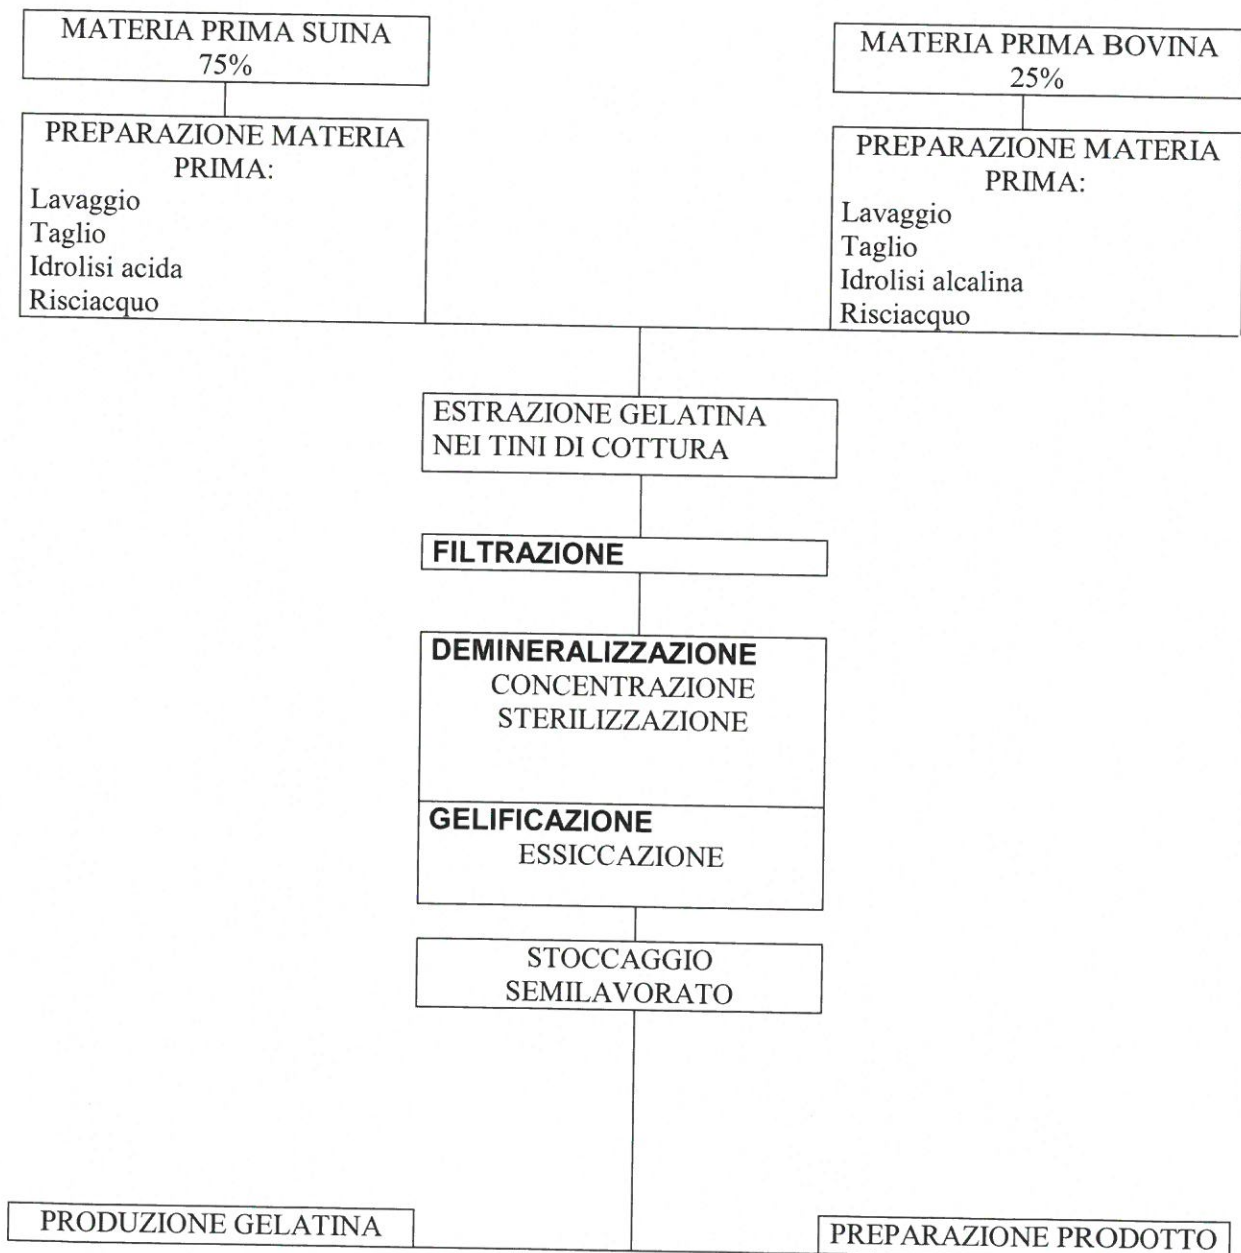 MATERIA PRIMA SUINA
75%
MATERIA PRIMA BOVINA
25%
PREPARAZIONE MATERIA
PRIMA:
Lavaggio
Taglio
Idrolisi acida
Risciacquo
PREPARAZIONE MATERIA
PRIMA:
Lavaggio
Taglio
Idrolisi alcalina
Risciacquo
ESTRAZIONE GELATINA
NEI TINI DI COTTURA
FILTRAZIONE
DEMINERALIZZAZIONE
CONCENTRAZIONE
STERILIZZAZIONE
GELIFICAZIONE
ESSICCAZIONE
STOCCAGGIO
SEMILAVORATO
PRODUZIONE GELATINA
PREPARAZIONE PRODOTTO